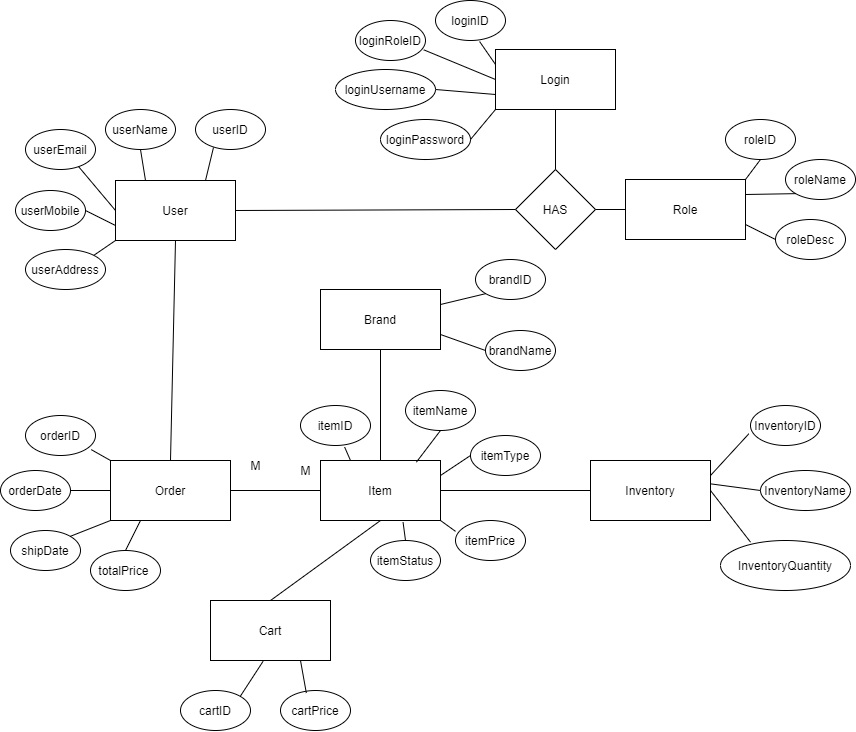 loginID
loginRoleID
Login
loginUsername
loginPassword
userName
userID
userEmail
roleID
roleName
userMobile
User
HAS
Role
roleDesc
userAddress
brandID
Brand
brandName
itemID
itemName
InventoryID
orderID
itemType
M
M
orderDate
Order
Item
Inventory
InventoryName
shipDate
itemPrice
itemStatus
totalPrice
InventoryQuantity
Cart
cartID
cartPrice